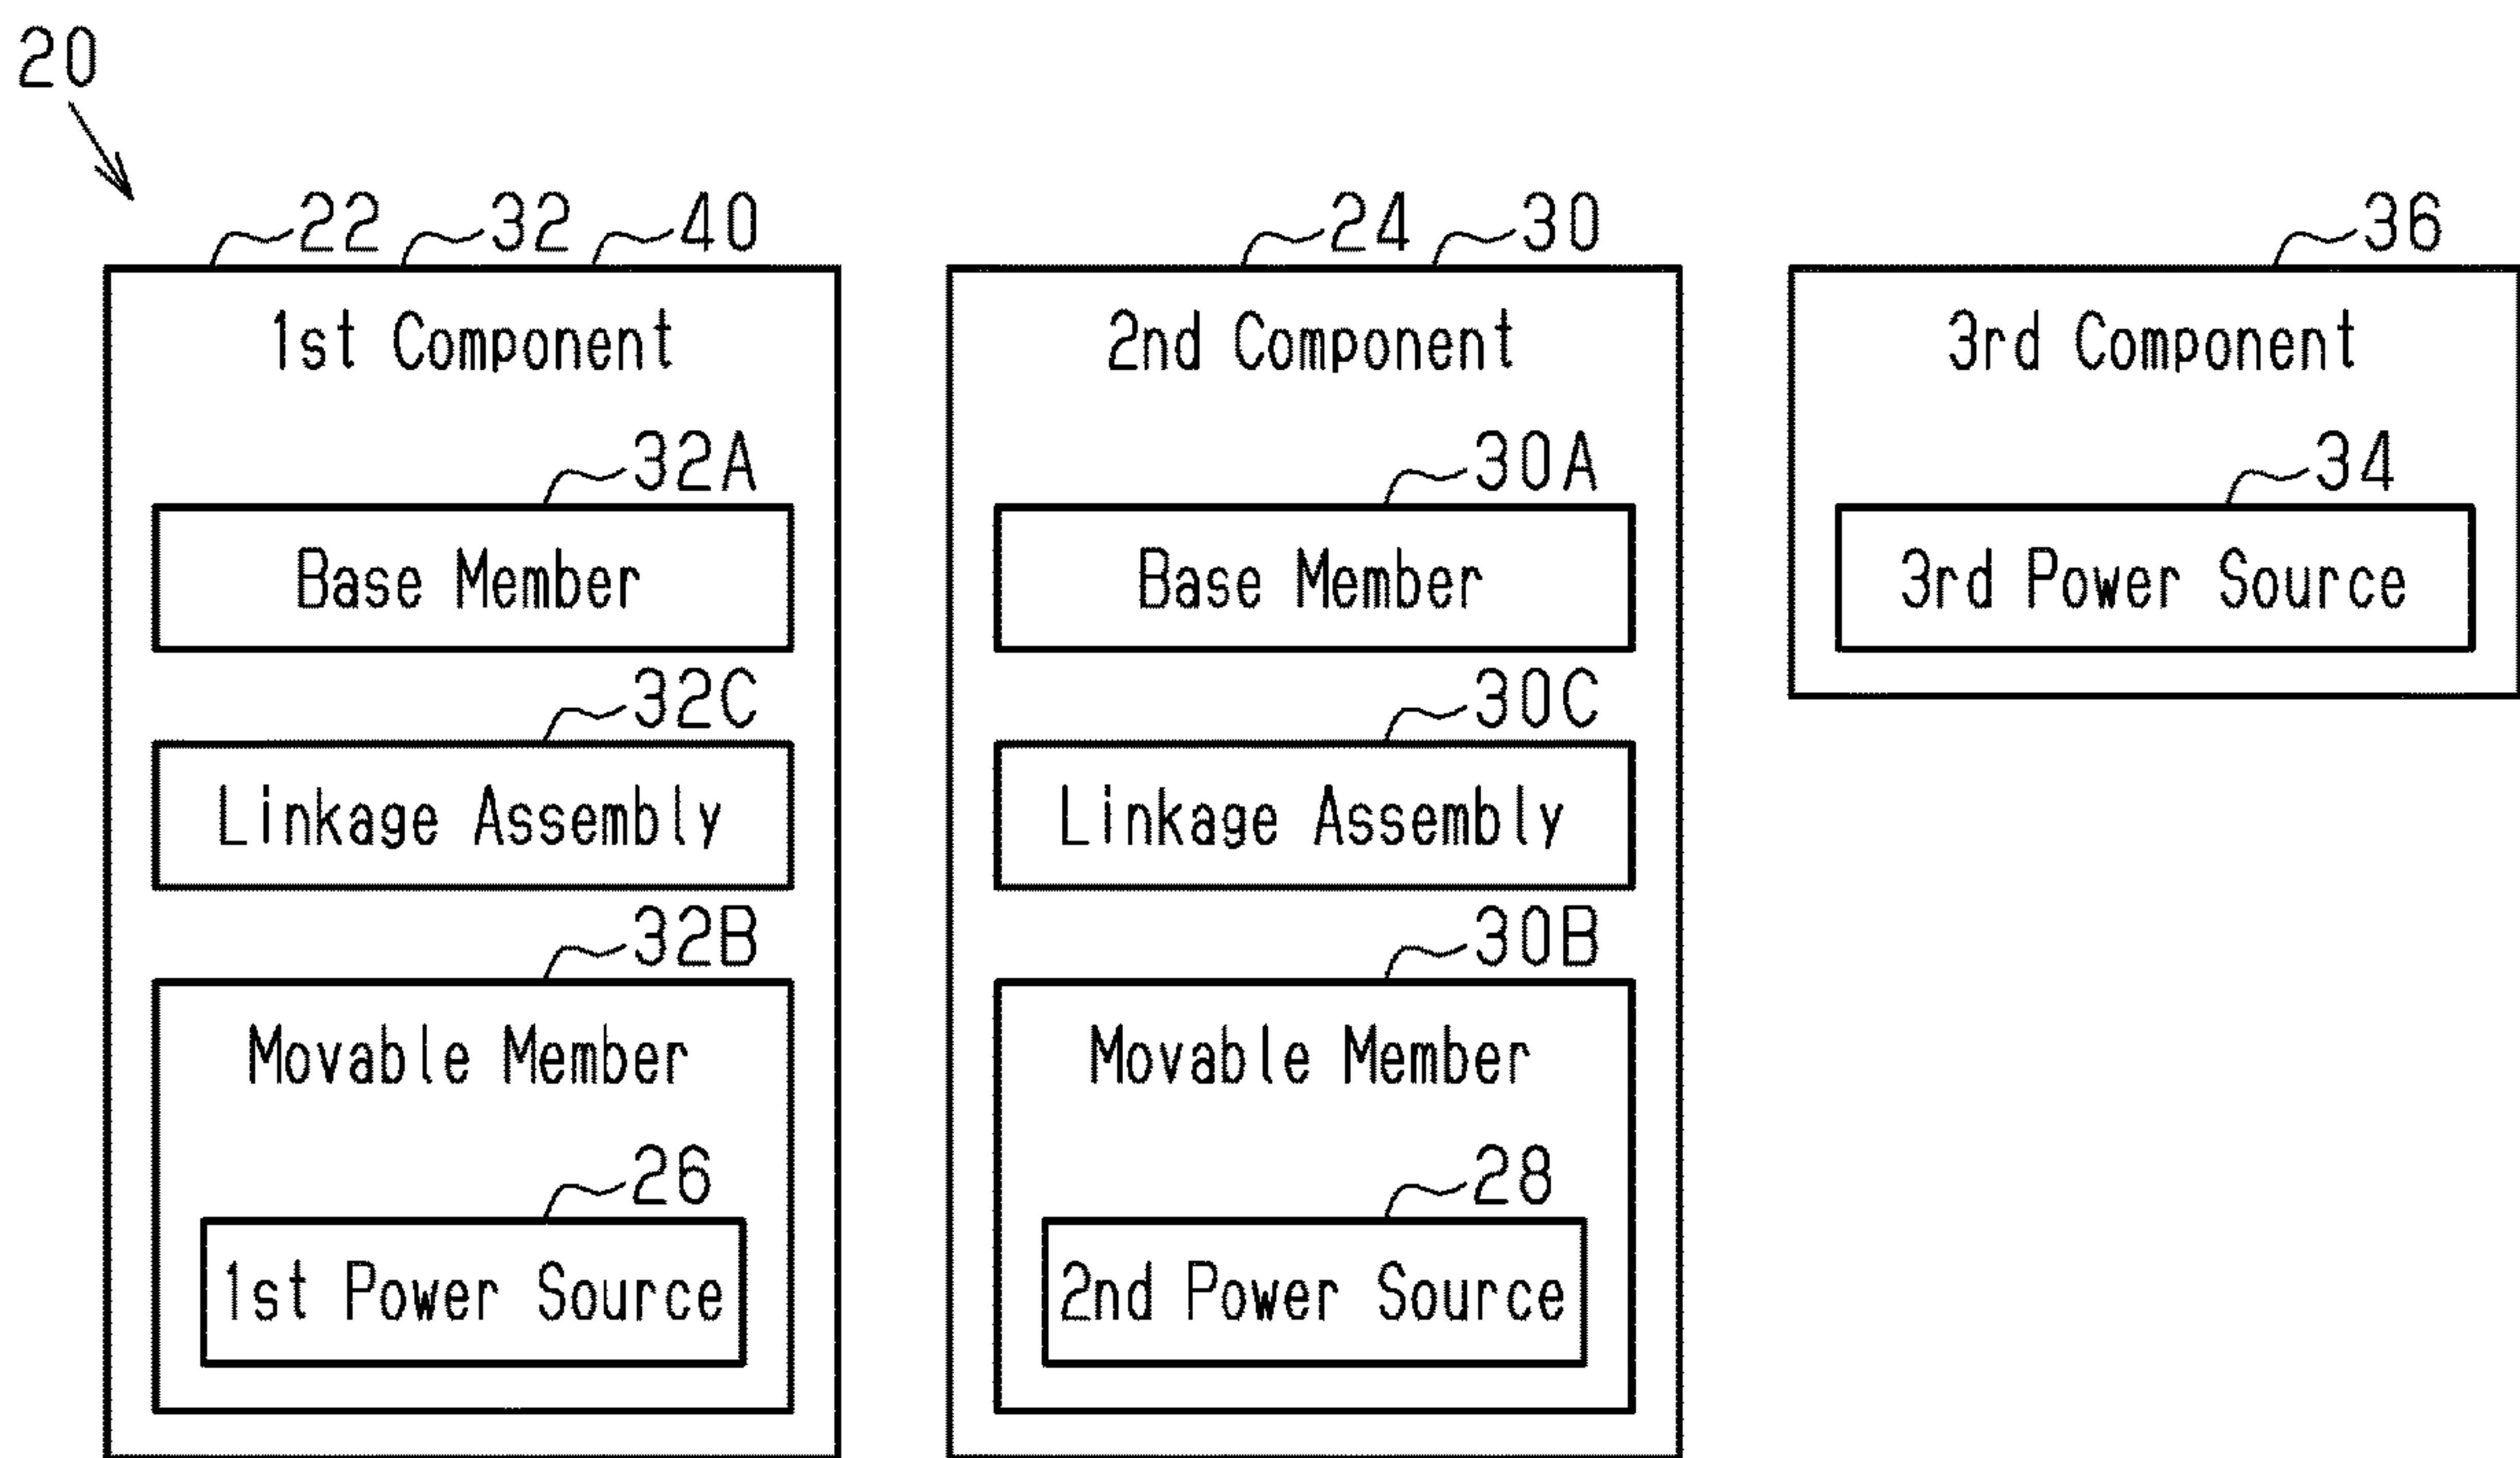 20
22 32 40
1st Component
32A
Base Member
32C
Linkage Assembly
32B
Movable Member
26
1st Power Source
24 30
2nd Component
30A
Base Member
30C
Linkage Assembly
30B
Movable Member
28
2nd Power Source
36
3rd Component
34
3rd Power Source